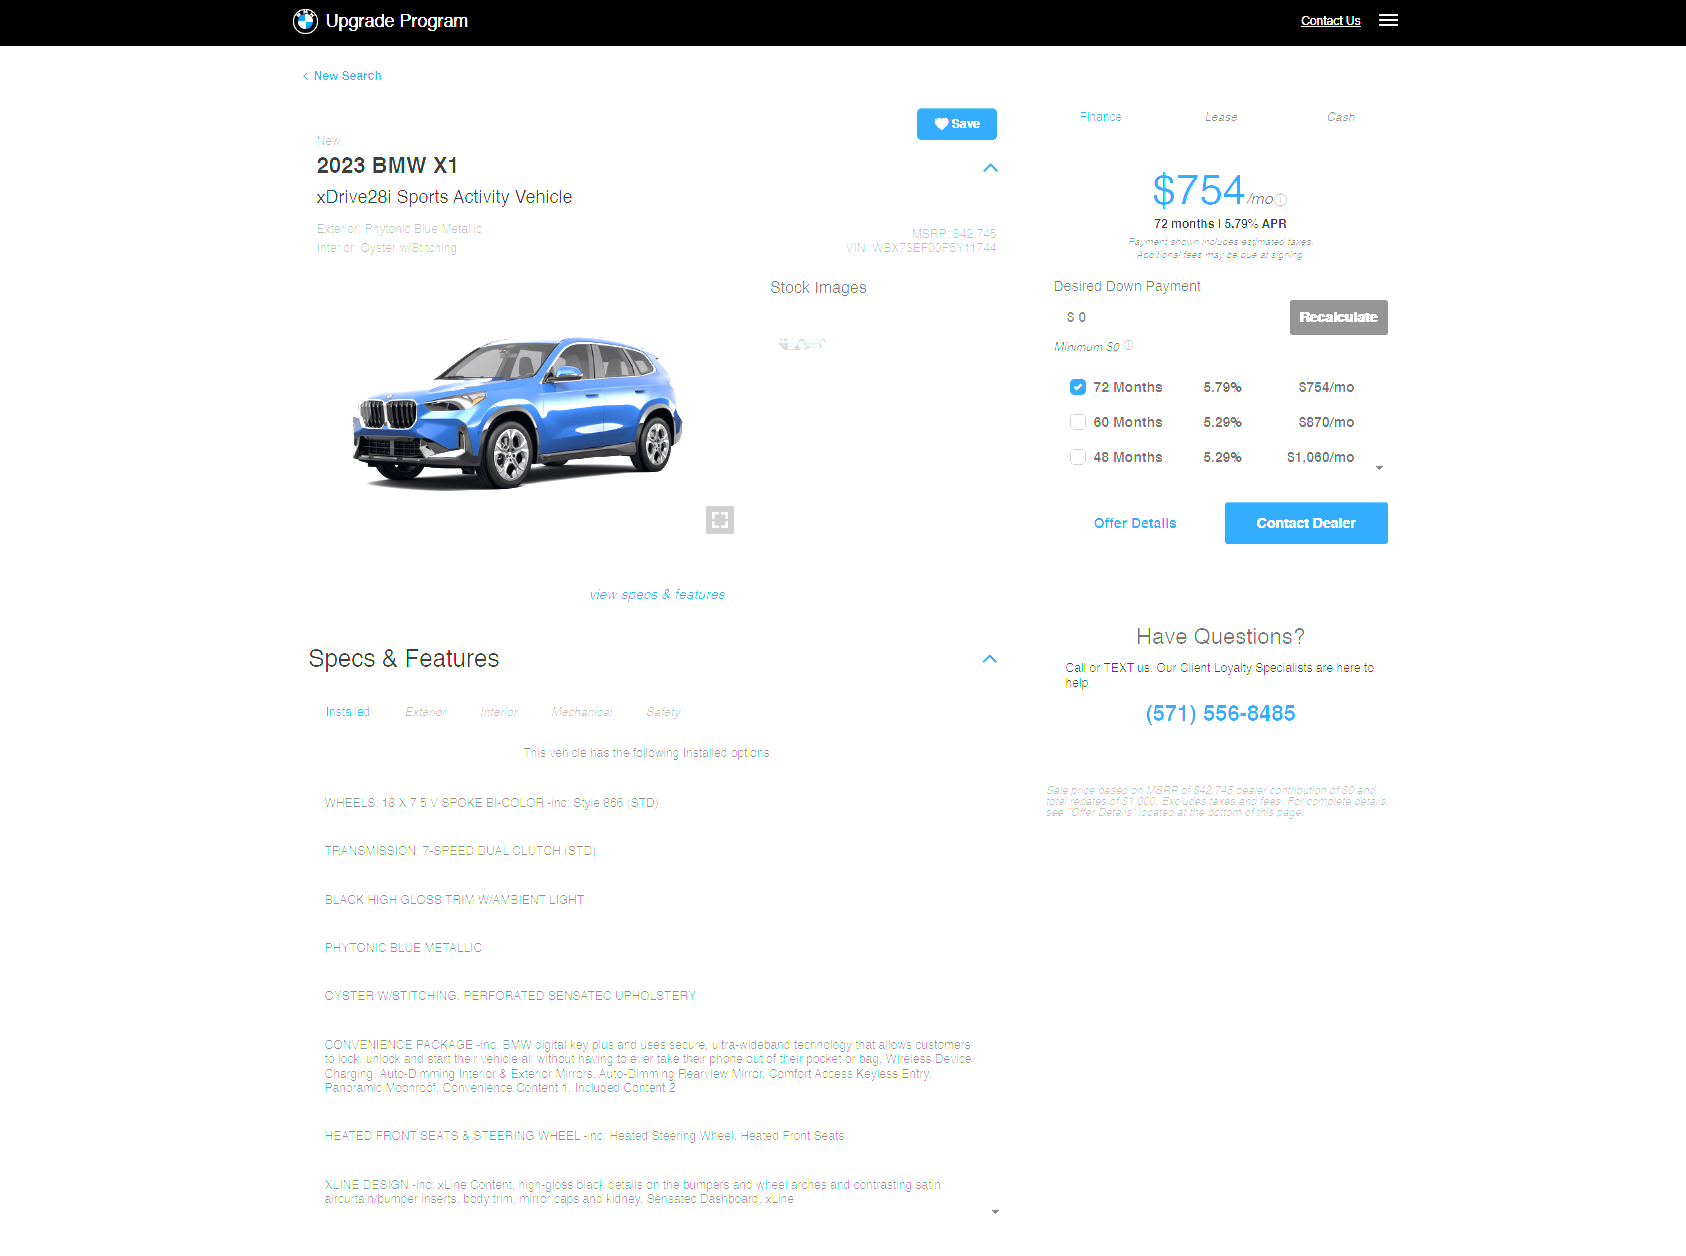 Upgrade Program
Contact Us
New Search
Save
New
2023 BMW X1
xDrive28i Sports Activity Vehicle
Exterior: Phytonic Blue Metallic
Interior: Oyster w/Stitching
MSRP: $42,745
VIN: WBX73EF00P5Y11744
Stock Images
view specs & features
Finance Lease Cash
$754/mo
72 months | 5.79% APR
Payment shown includes estimated taxes.
Additional fees may be due at signing.
Desired Down Payment
$ 0
Recalculate
Minimum $0
72 Months 5.79% $754/mo
60 Months 5.29% $870/mo
48 Months 5.29% $1,060/mo
Offer Details
Contact Dealer
Have Questions?
Call or TEXT us. Our Client Loyalty Specialists are here to
help.
(571) 556-8485
Sale price based on MSRP of $42,745 dealer contribution of $0 and
total rebates of $1,000. Excludes taxes and fees. For complete details
see "Offer Details" located at the bottom of this page.
Specs & Features
Installed Exterior Interior Mechanical Safety
This vehicle has the following Installed options.
WHEELS: 18 X 7.5 V SPOKE BI-COLOR -inc: Style 866 (STD)
TRANSMISSION: 7-SPEED DUAL CLUTCH (STD)
BLACK HIGH GLOSS TRIM W/AMBIENT LIGHT
PHYTONIC BLUE METALLIC
OYSTER W/STITCHING, PERFORATED SENSATEC UPHOLSTERY
CONVENIENCE PACKAGE -inc: BMW digital key plus and uses secure, ultra-wideband technology that allows customers
to lock, unlock and start their vehicle all without having to ever take their phone out of their pocket or bag, Wireless Device
Charging, Auto-Dimming Interior & Exterior Mirrors, Auto-Dimming Rearview Mirror, Comfort Access Keyless Entry,
Panoramic Moonroof, Convenience Content 1, Included Content 2
HEATED FRONT SEATS & STEERING WHEEL -inc: Heated Steering Wheel, Heated Front Seats
XLINE DESIGN -inc: xLine Content, high-gloss black details on the bumpers and wheel arches and contrasting satin
aircurtain/bumper inserts, body trim, mirror caps and kidney, Sensatec Dashboard, xLine